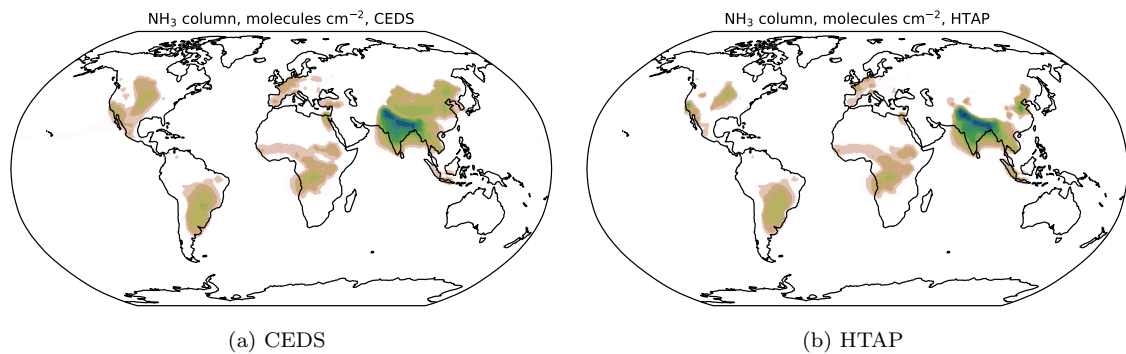 NH₃ column, molecules cm⁻², CEDS
NH₃ column, molecules cm⁻², HTAP
(a) CEDS
(b) HTAP